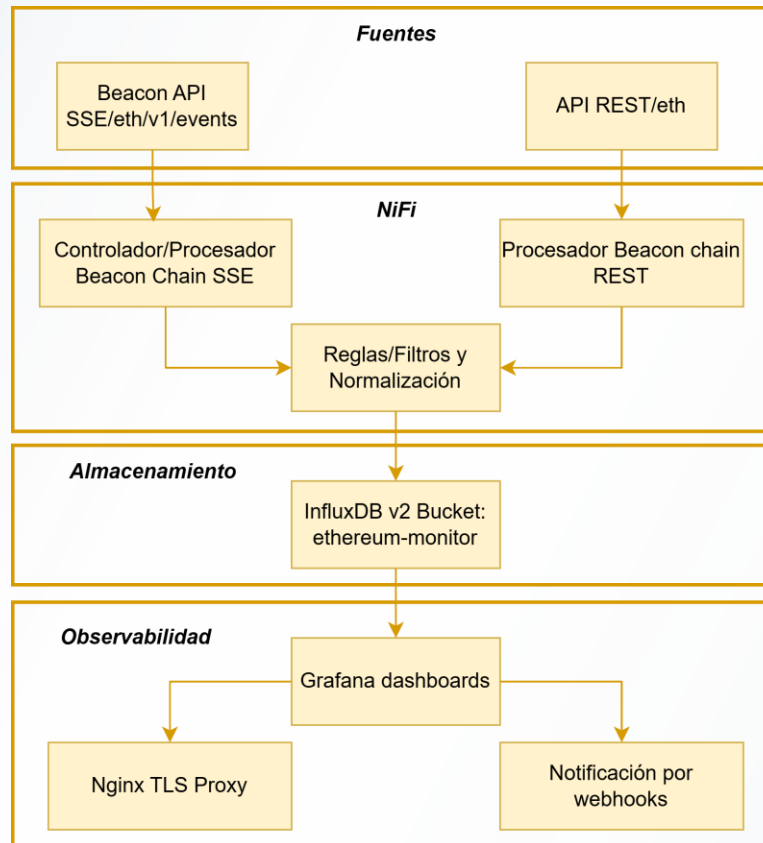 Fuentes
Beacon API
SSE/eth/v1/events
API REST/eth
NiFi
Controlador/Procesador
Beacon Chain SSE
Procesador Beacon chain
REST
Reglas/Filtros y
Normalización
Almacenamiento
InfluxDB v2 Bucket:
ethereum-monitor
Observabilidad
Grafana dashboards
Nginx TLS Proxy
Notificación por
webhooks